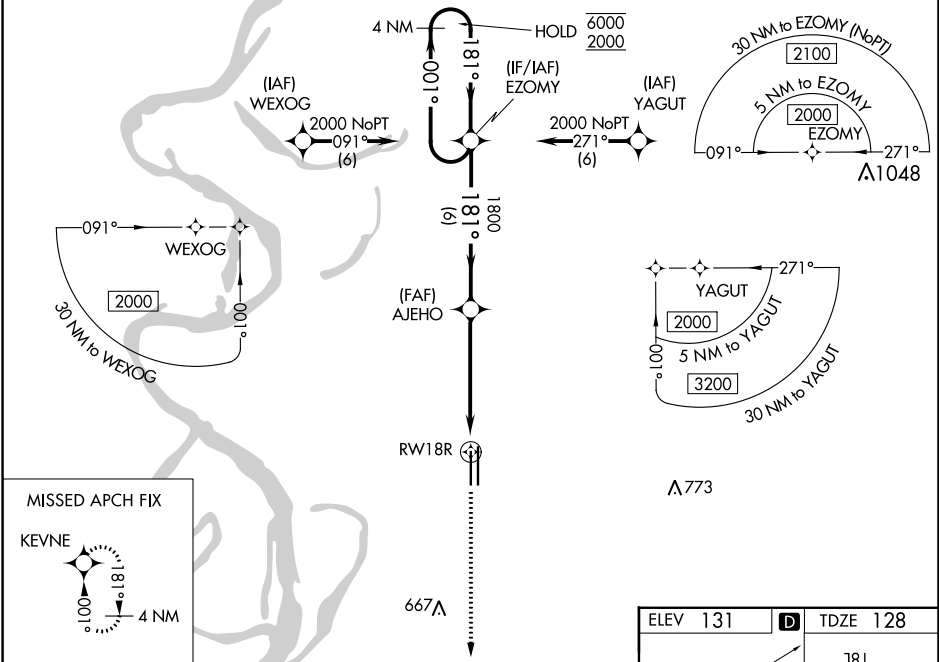 4 NM
HOLD 6000
2000
181°
001°
(IF/IAF)
EZOMY
(IAF)
WEXOG
2000 NoPT
091°
(6)
(IAF)
YAGUT
2000 NoPT
271°
(6)
30 NM to EZOMY (NoPT)
2100
5 NM to EZOMY
2000
EZOMY
091°
271°
1048
1800
181°
(6)
091°
WEXOG
2000
001°
30 NM to WEXOG
(FAF)
AJEHO
271°
YAGUT
2000
5 NM to YAGUT
001°
3200
30 NM to YAGUT
RW18R
773
MISSED APCH FIX
KEVNE
181°
001°
4 NM
667
ELEV 131 D TDZE 128
181